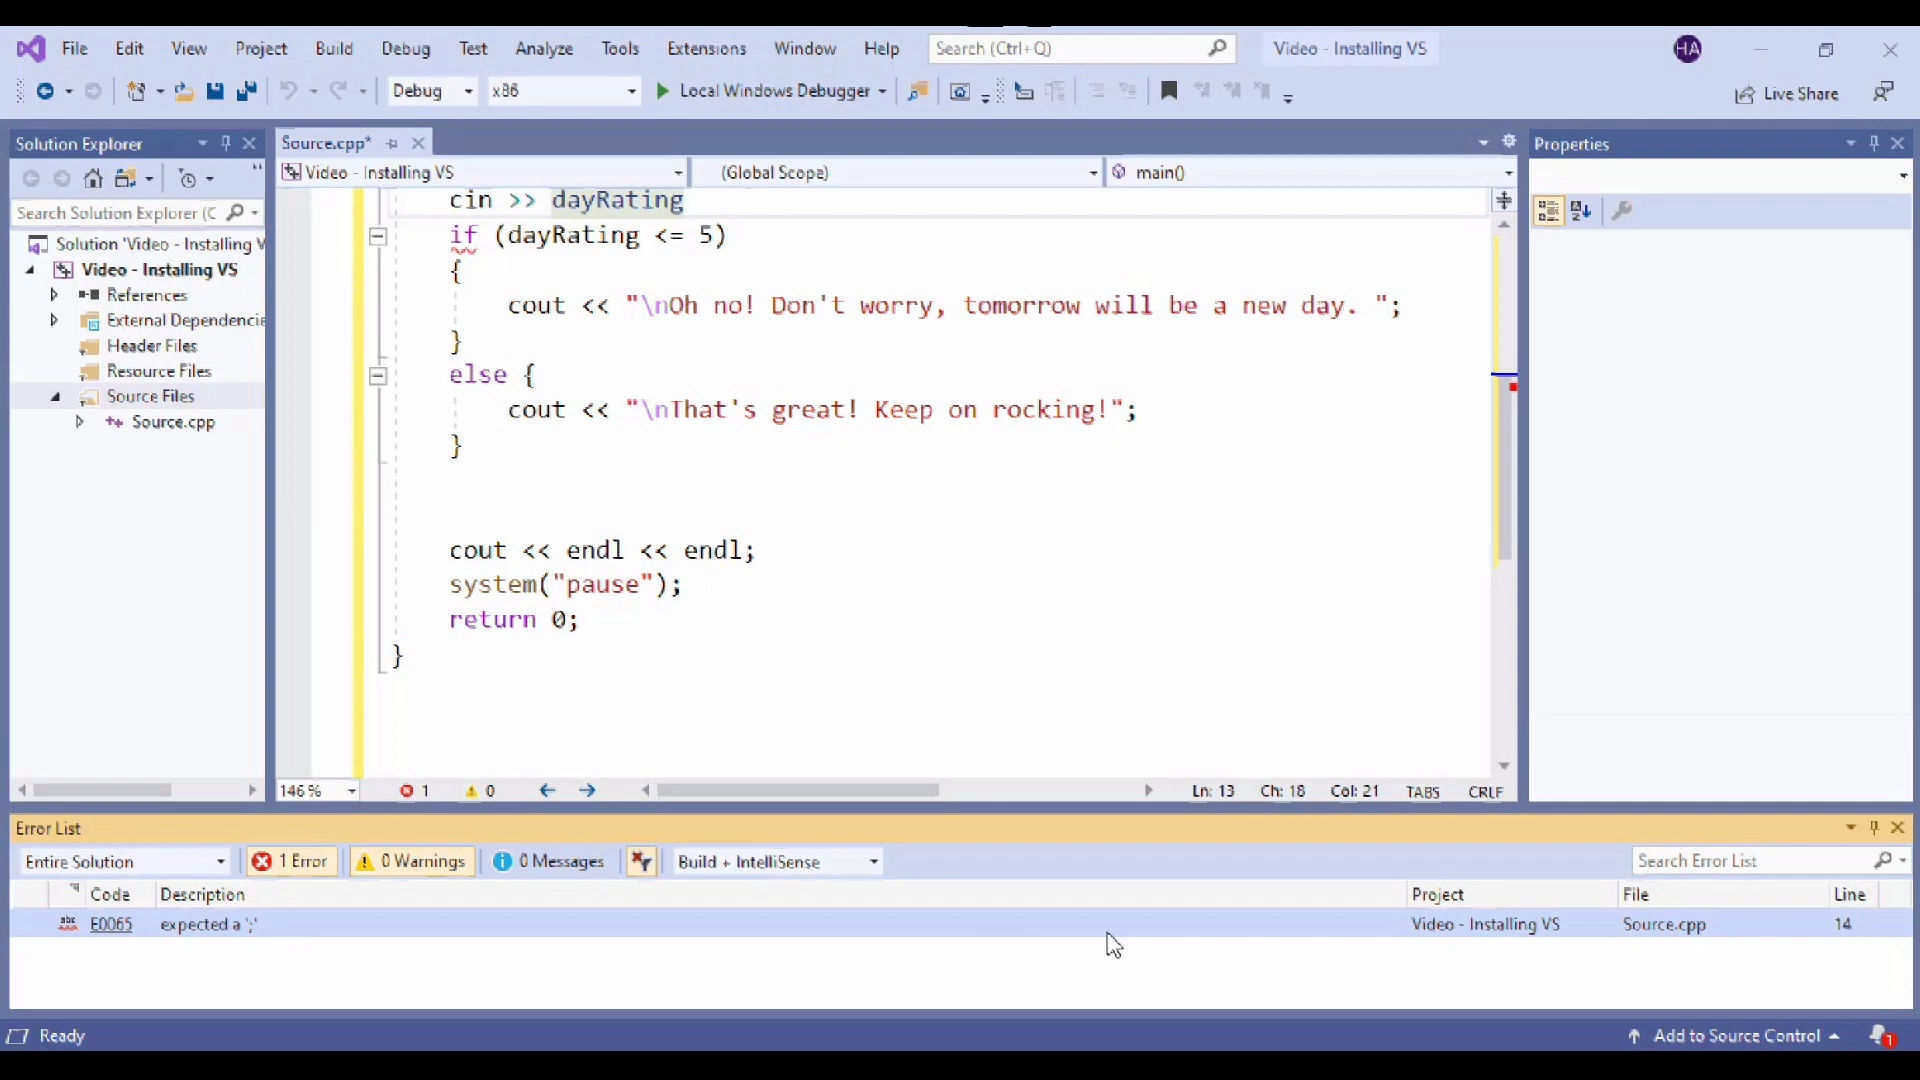 File Edit View Project Build Debug Test Analyze Tools Extensions Window Help Search (Ctrl+Q) Video - Installing VS HA
Debug x86 Local Windows Debugger Live Share
Solution Explorer
Search Solution Explorer (C
Solution 'Video - Installing V
Video - Installing VS
References
External Dependencie
Header Files
Resource Files
Source Files
Source.cpp
Source.cpp*
Video - Installing VS (Global Scope) main()
cin >> dayRating
if (dayRating <= 5)
{
cout << "\nOh no! Don't worry, tomorrow will be a new day. ";
}
else {
cout << "\nThat's great! Keep on rocking!";
}
cout << endl << endl;
system("pause");
return 0;
}
146 % 1 0 Ln: 13 Ch: 18 Col: 21 TABS CRLF
Properties
Error List
Entire Solution 1 Error 0 Warnings 0 Messages Build + IntelliSense Search Error List
Code Description Project File Line
abc E0065 expected a ';' Video - Installing VS Source.cpp 14
Ready Add to Source Control 1